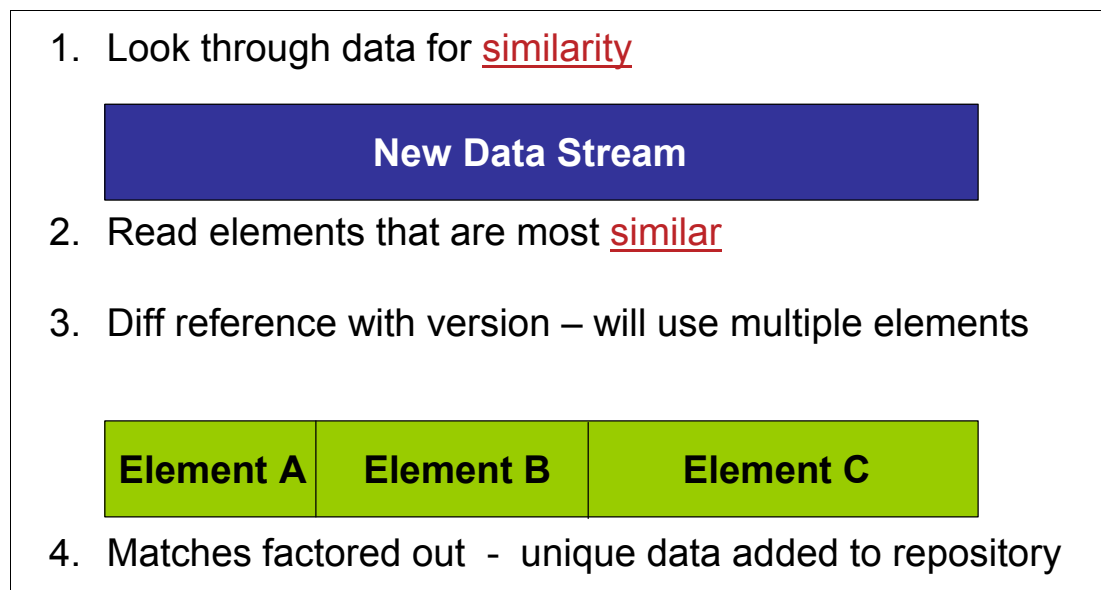 1. Look through data for similarity
New Data Stream
2. Read elements that are most similar
3. Diff reference with version – will use multiple elements
Element A Element B Element C
4. Matches factored out - unique data added to repository